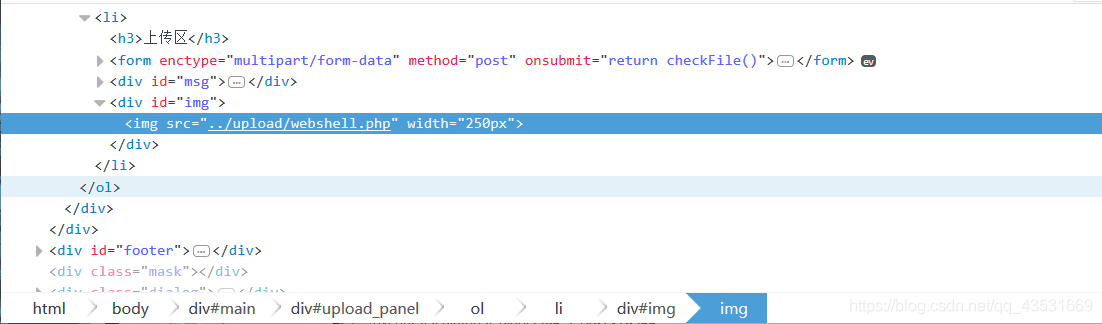 <li>
<h3>上传区</h3>
<form enctype="multipart/form-data" method="post" onsubmit="return checkFile()">…</form> ev
<div id="msg">…</div>
<div id="img">
<img src="../upload/webshell.php" width="250px">
</div>
</li>
</ol>
</div>
</div>
<div id="footer">…</div>
<div class="mask"></div>
<div class="dialog">…</div>
html body div#main div#upload_panel ol li div#img img
https://blog.csdn.net/qq_43531669